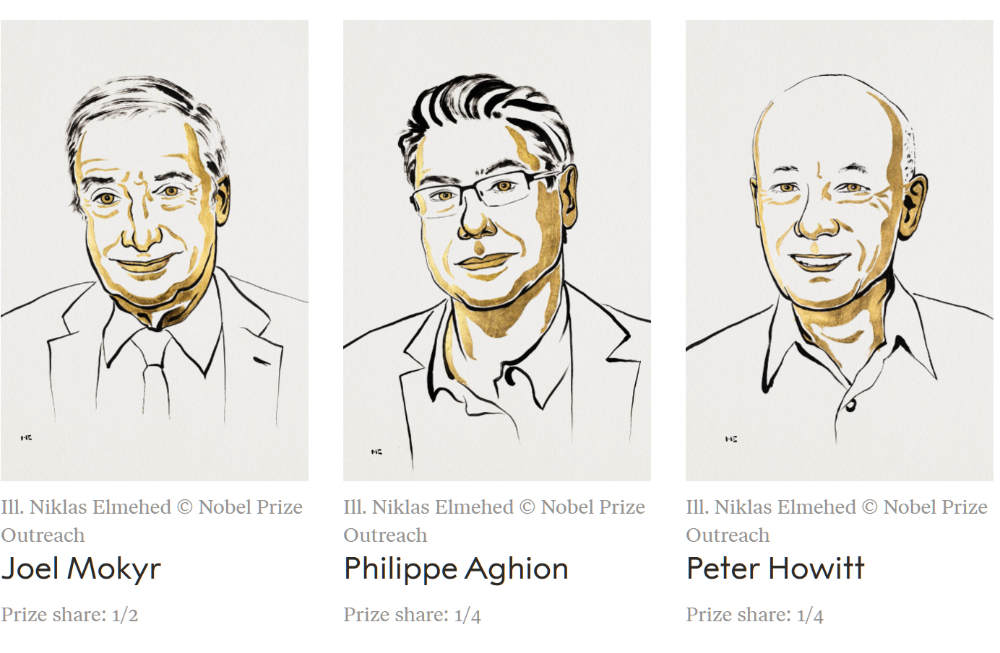 Ill. Niklas Elmehed © Nobel Prize
Outreach
Joel Mokyr
Prize share: 1/2
Ill. Niklas Elmehed © Nobel Prize
Outreach
Philippe Aghion
Prize share: 1/4
Ill. Niklas Elmehed © Nobel Prize
Outreach
Peter Howitt
Prize share: 1/4